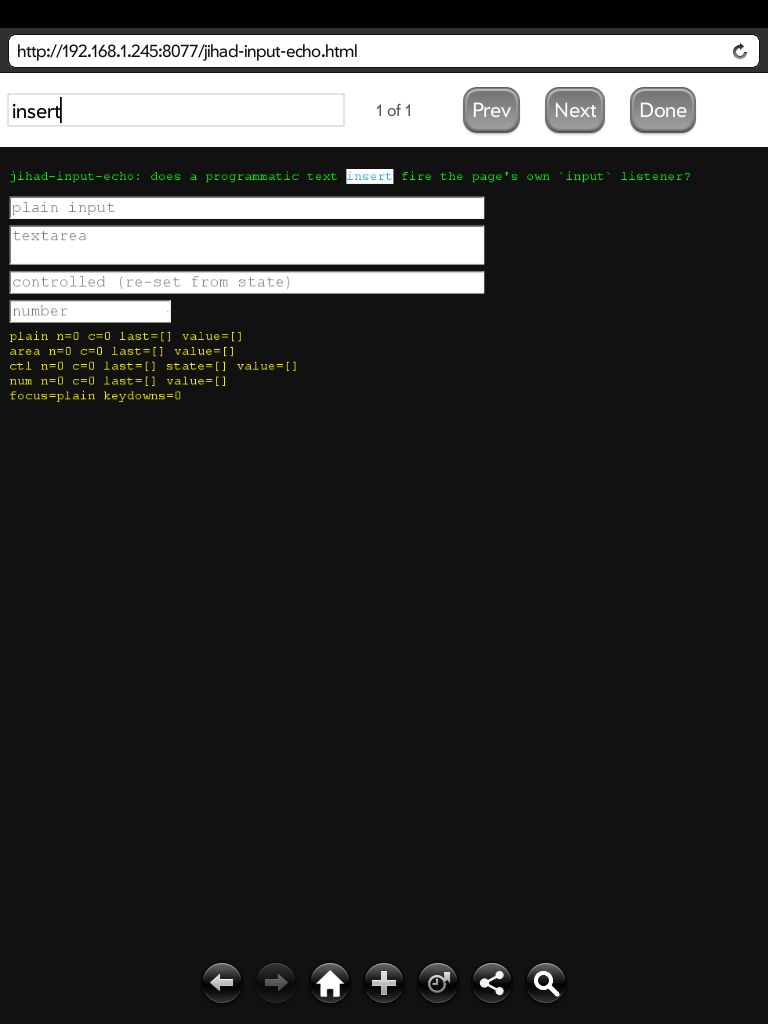 http://192.168.1.245:8077/jihad-input-echo.html
insert 1 of 1 Prev Next Done
jihad-input-echo: does a programmatic text insert fire the page's own `input` listener?
plain input
textarea
controlled (re-set from state)
number
plain n=0 c=0 last=[] value=[]
area n=0 c=0 last=[] value=[]
ctl n=0 c=0 last=[] state=[] value=[]
num n=0 c=0 last=[] value=[]
focus=plain keydowns=0